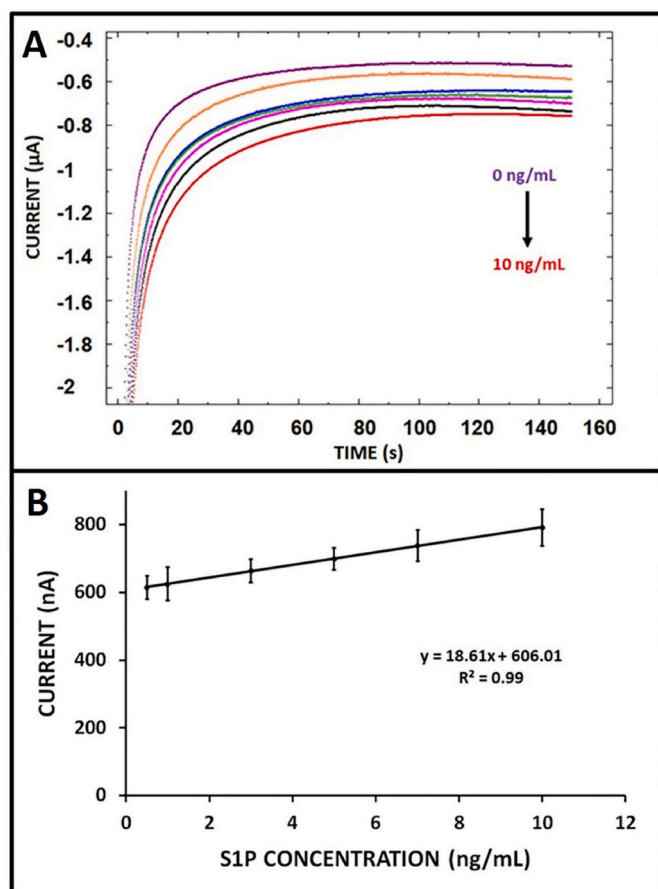 A
-0.4
-0.6
-0.8
-1
-1.2
-1.4
-1.6
-1.8
-2
CURRENT (µA)
0 ng/mL
10 ng/mL
0 20 40 60 80 100 120 140 160
TIME (s)
B
800
600
400
200
0
CURRENT (nA)
y = 18.61x + 606.01
R² = 0.99
0 2 4 6 8 10 12
S1P CONCENTRATION (ng/mL)